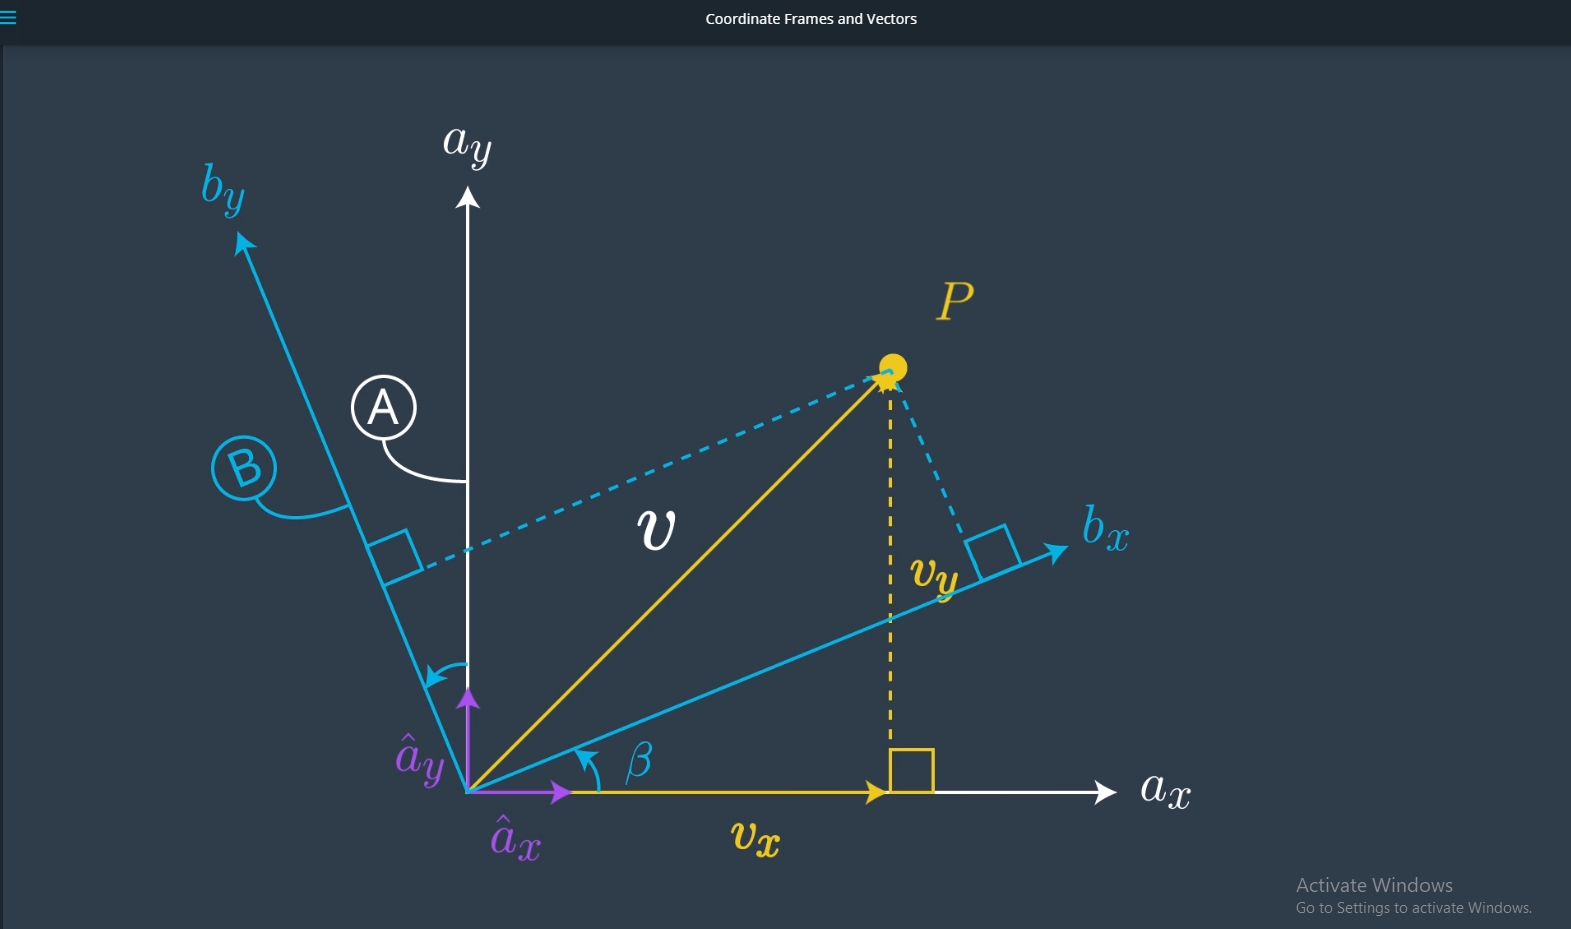 Coordinate Frames and Vectors
a_y
b_y
P
A
B
v
b_x
v_y
β
â_y
a_x
â_x
v_x
Activate Windows
Go to Settings to activate Windows.